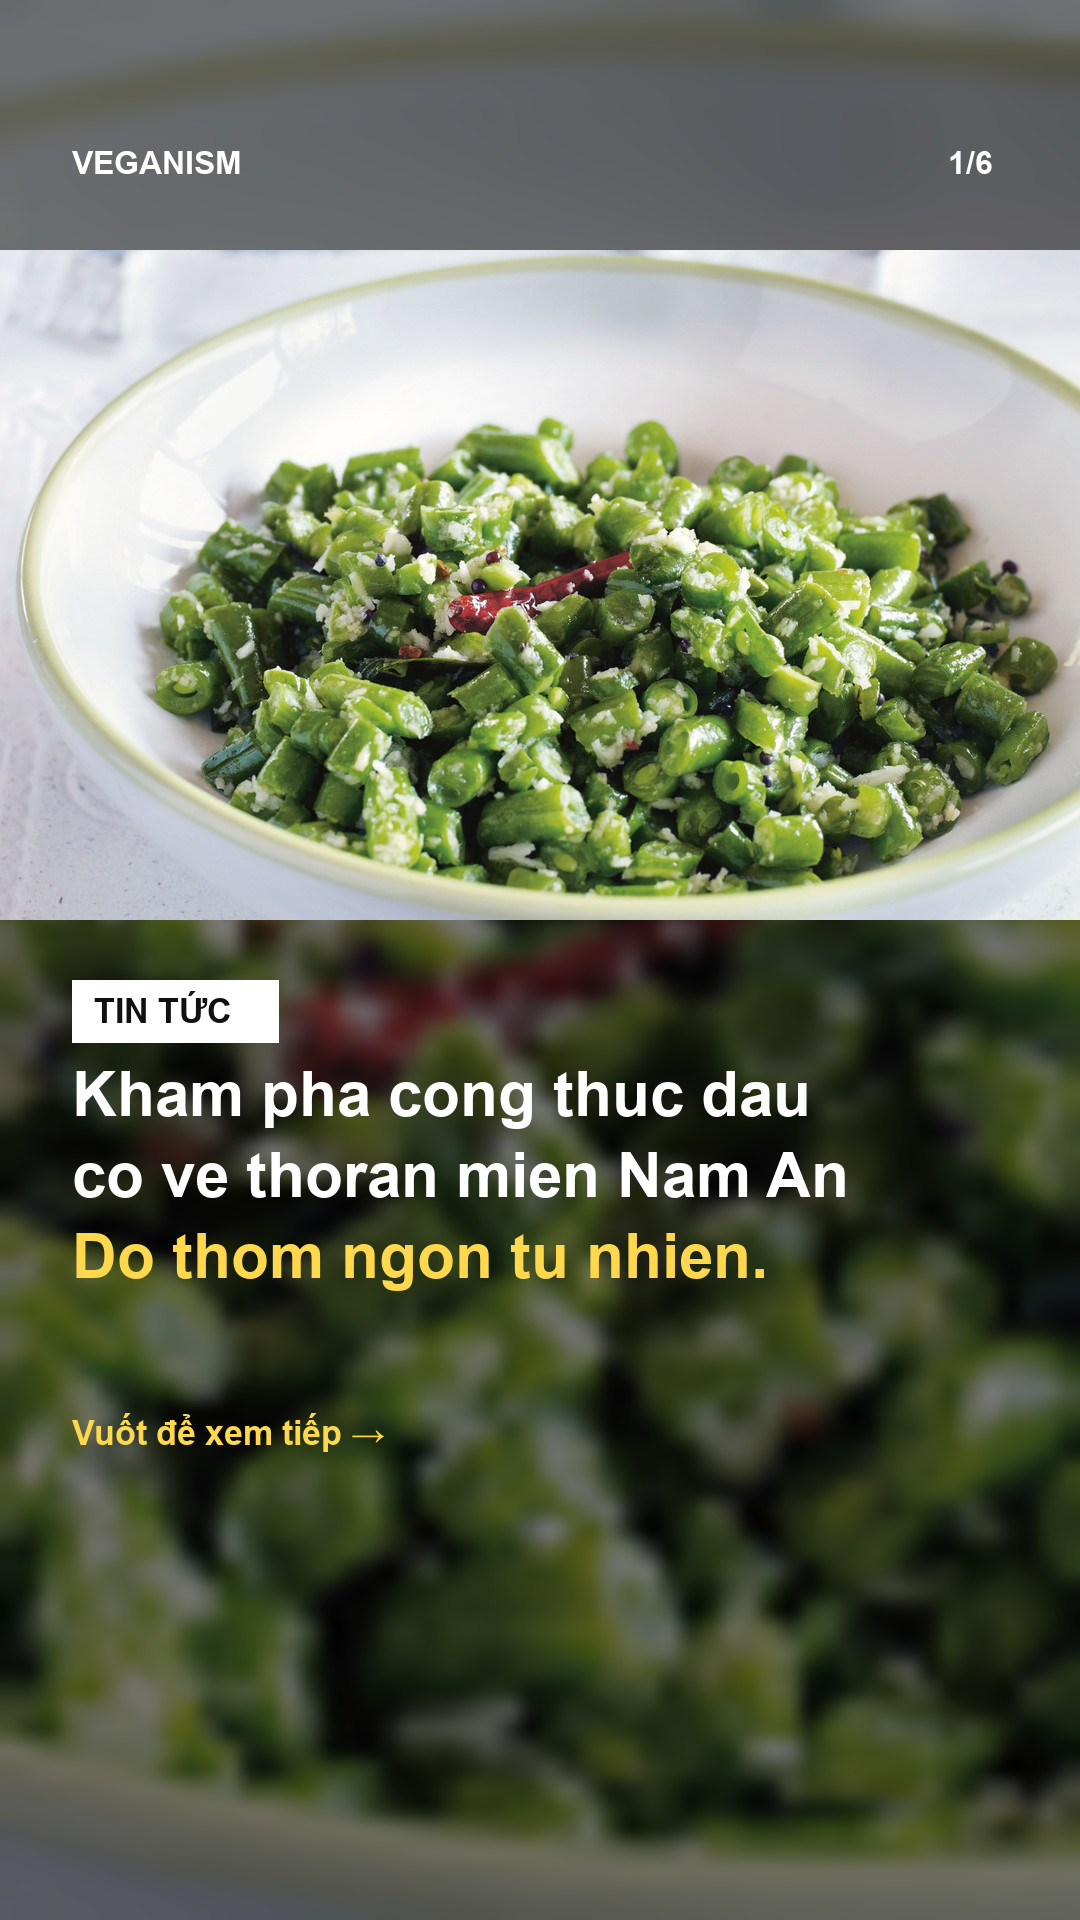 VEGANISM
1/6
TIN TỨC
Kham pha cong thuc dau
co ve thoran mien Nam An
Do thom ngon tu nhien.
Vuốt để xem tiếp →